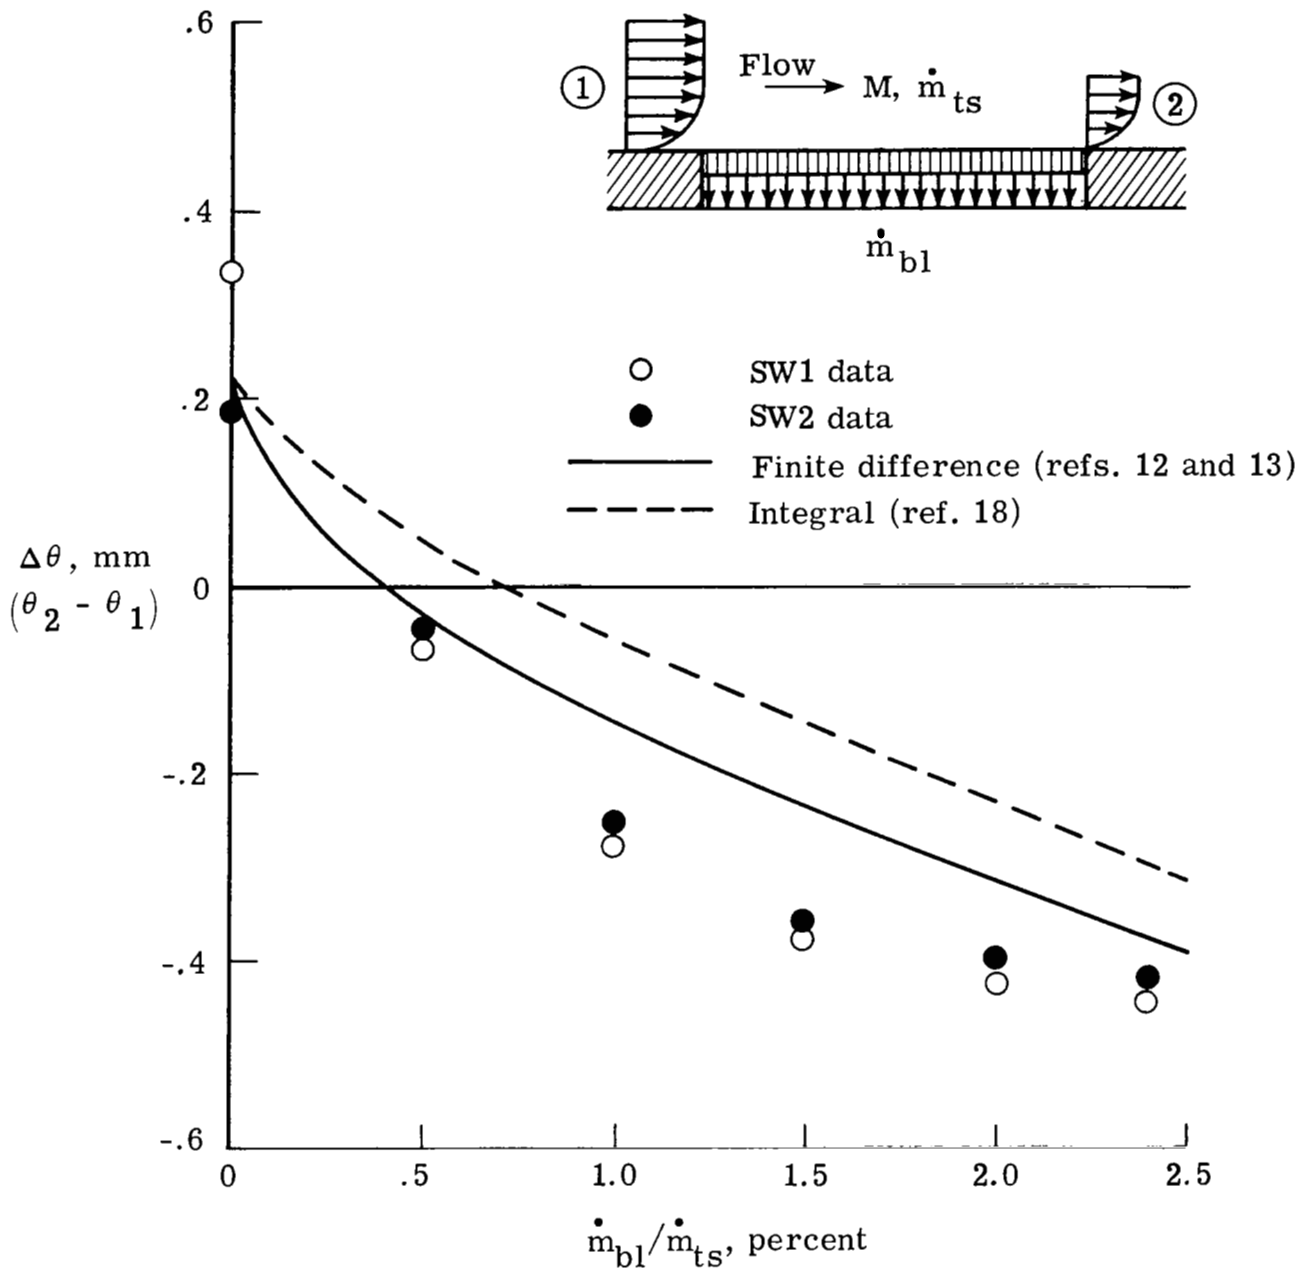 .6
.4
.2
0
-.2
-.4
-.6
Δθ, mm
(θ2 - θ1)
1
Flow
M, ṁts
2
ṁbl
SW1 data
SW2 data
Finite difference (refs. 12 and 13)
Integral (ref. 18)
0 .5 1.0 1.5 2.0 2.5
ṁbl/ṁts, percent